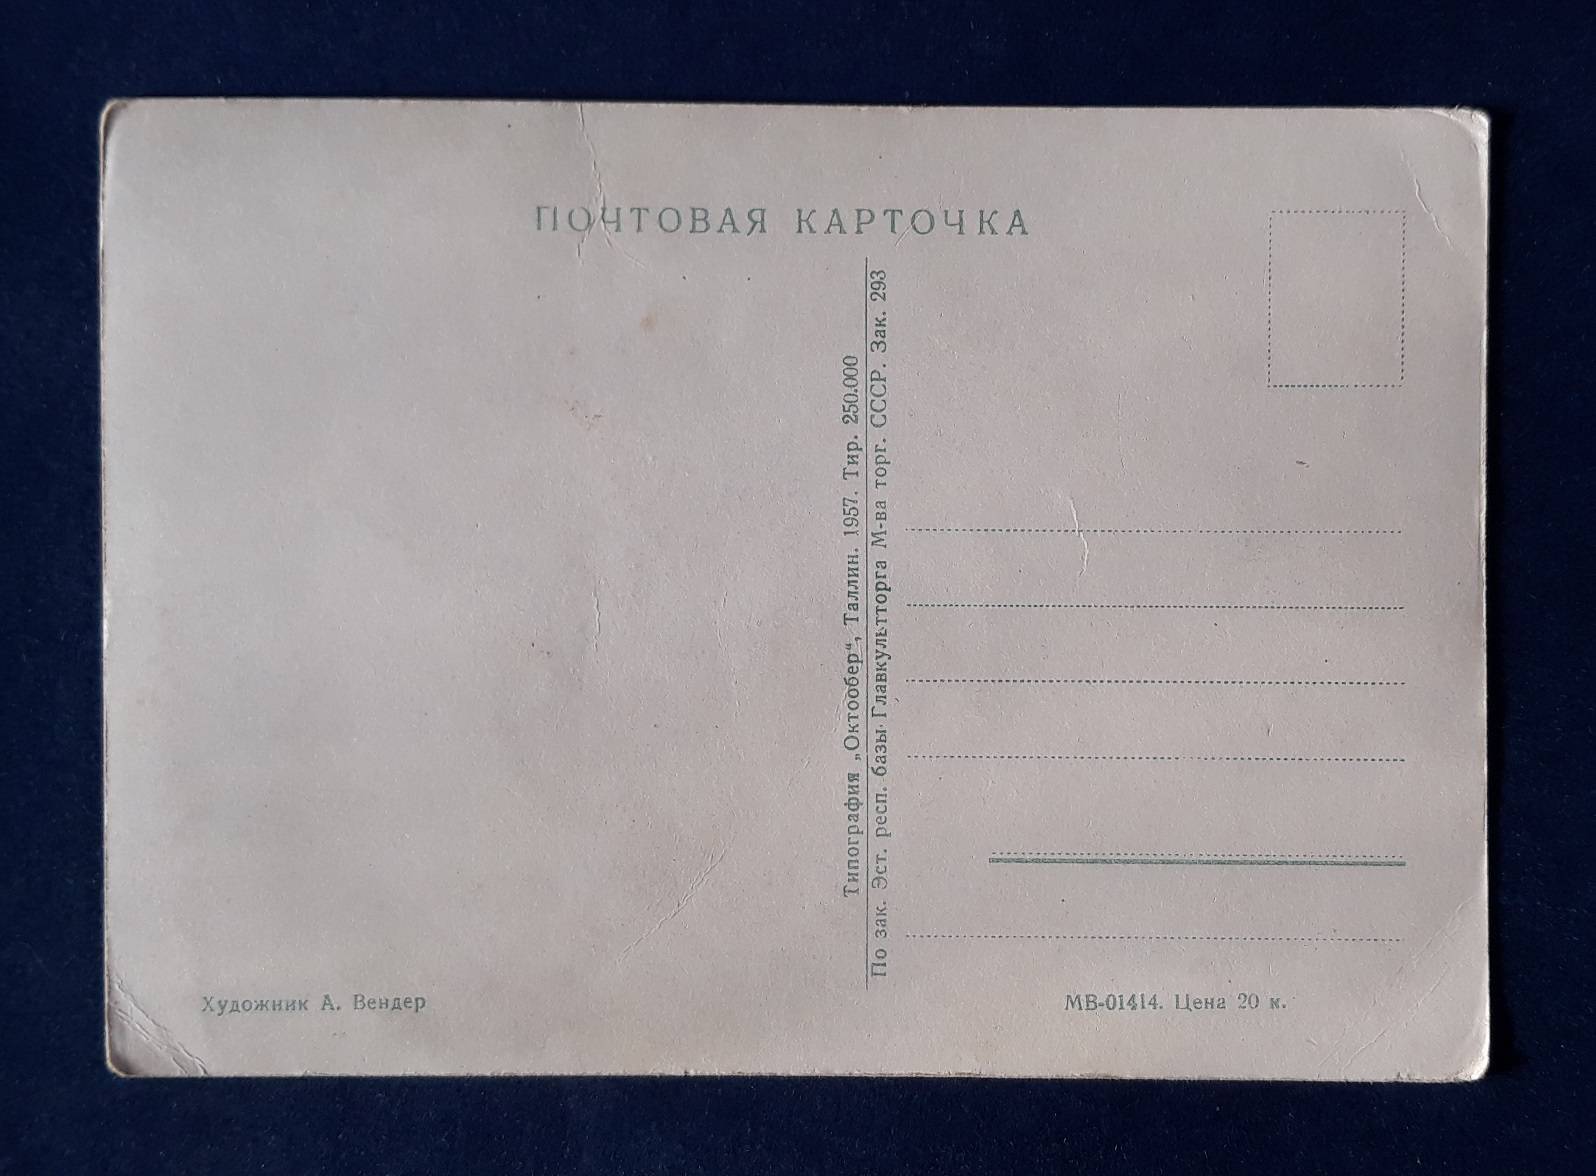 ПОЧТОВАЯ КАРТОЧКА
Типография „Октообер“, Таллин. 1957. Тир. 250.000
По зак. Эст. респ. базы Главкультторга М-ва торг. СССР. Зак. 293
Художник А. Вендер
МВ-01414. Цена 20 к.